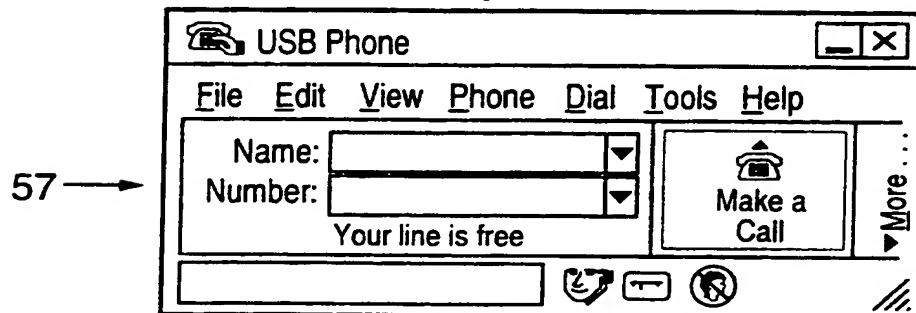 USB Phone
File Edit View Phone Dial Tools Help
Name:
Number:
Your line is free
Make a
Call
More...
57